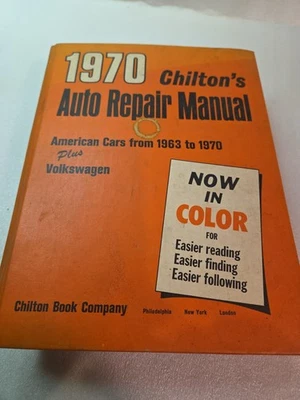 1970 Chilton's
Auto Repair Manual
American Cars from 1963 to 1970
Plus
Volkswagen
NOW
IN
COLOR
FOR
Easier reading
Easier finding
Easier following
Chilton Book Company
Philadelphia New York London